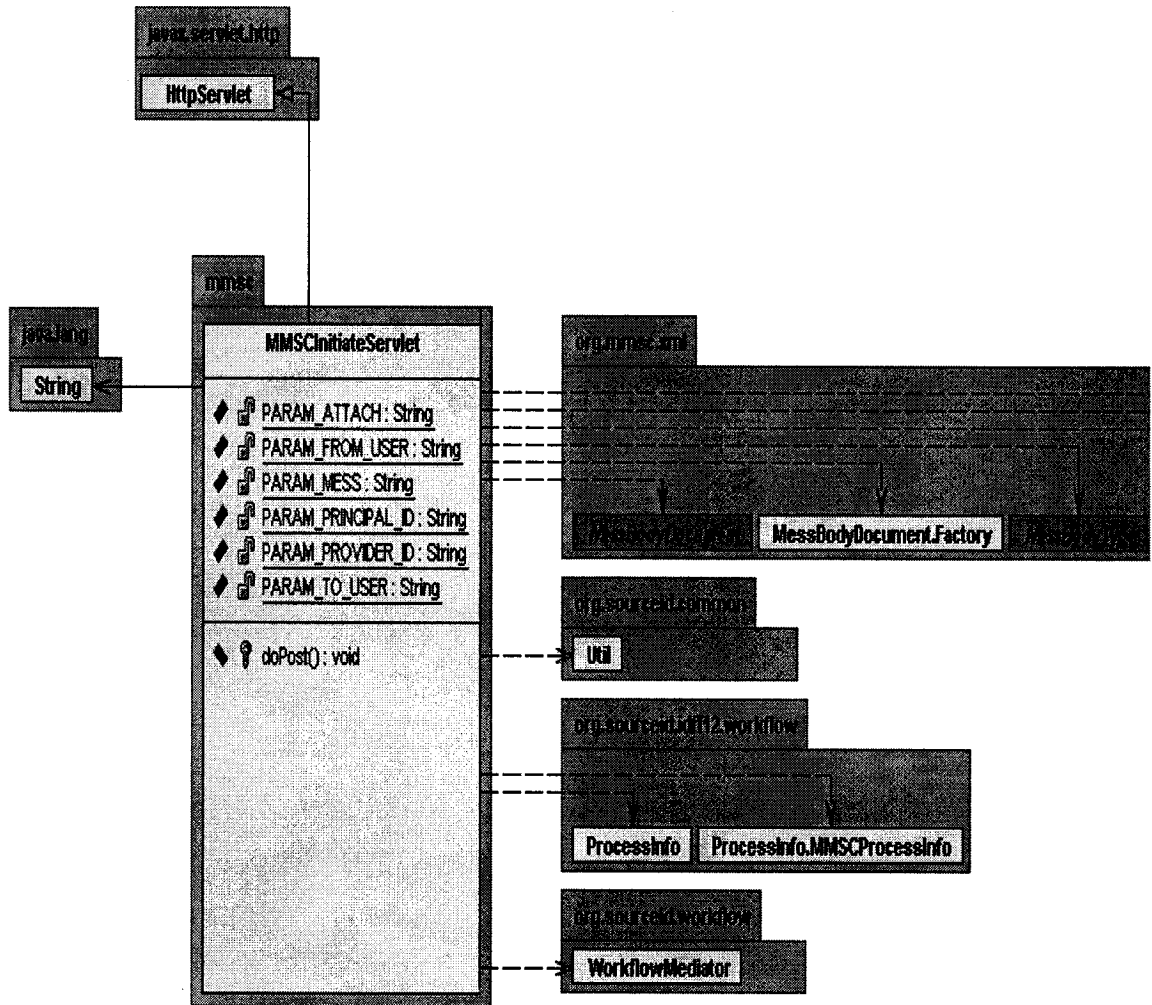 javax.servlet.http
HttpServlet
mmsc
java.lang
String
MMSCInitiateServlet
PARAM_ATTACH : String
PARAM_FROM_USER : String
PARAM_MESS : String
PARAM_PRINCIPAL_ID : String
PARAM_PROVIDER_ID : String
PARAM_TO_USER : String
doPost() : void
org.mmsc.xml
MessBodyDocument.Factory
org.sourceid.common
Util
org.sourceid.idff12.workflow
ProcessInfo
ProcessInfo.MMSCProcessInfo
org.sourceid.workflow
WorkflowMediator